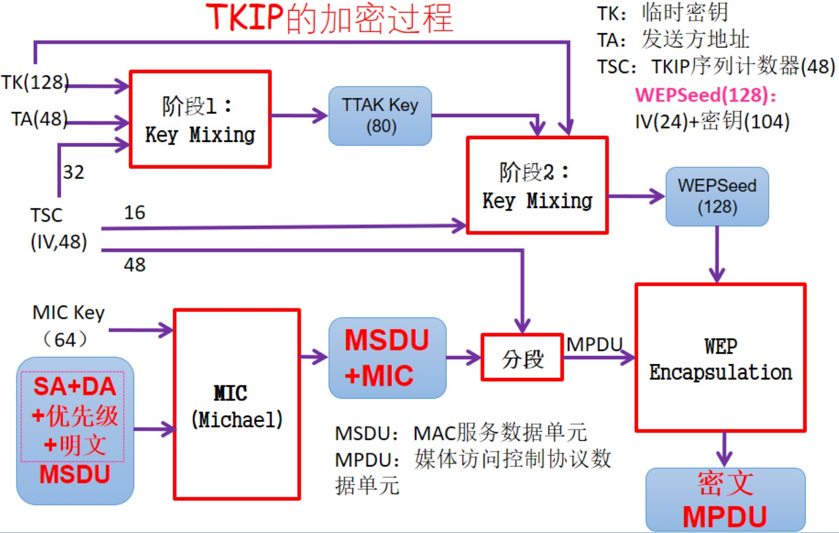 TKIP的加密过程
TK：临时密钥
TA：发送方地址
TSC：TKIP序列计数器(48)
WEPSeed(128)：
IV(24)+密钥(104)
TK(128)
TA(48)
32
TSC
(IV,48)
16
48
阶段1：
Key Mixing
TTAK Key
(80)
阶段2：
Key Mixing
WEPSeed
(128)
MIC Key
（64）
SA+DA
+优先级
+明文
MSDU
MIC
(Michael)
MSDU
+MIC
分段
MPDU
WEP
Encapsulation
MSDU：MAC服务数据单元
MPDU：媒体访问控制协议数
据单元
密文
MPDU